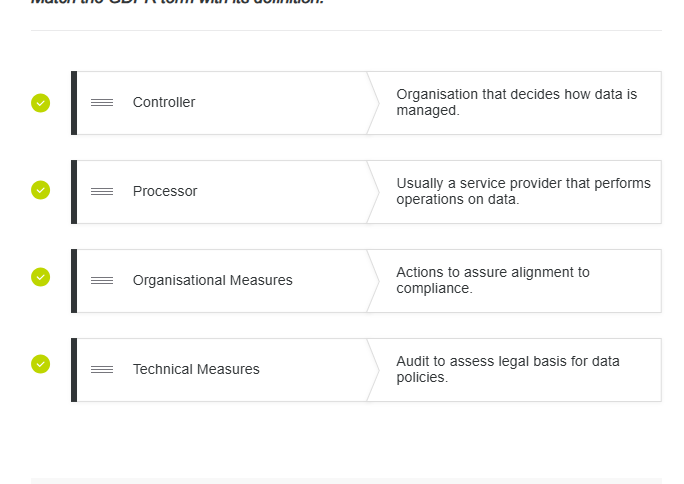 Match the GDPR term with its definition.
Controller
Organisation that decides how data is
managed.
Processor
Usually a service provider that performs
operations on data.
Organisational Measures
Actions to assure alignment to
compliance.
Technical Measures
Audit to assess legal basis for data
policies.